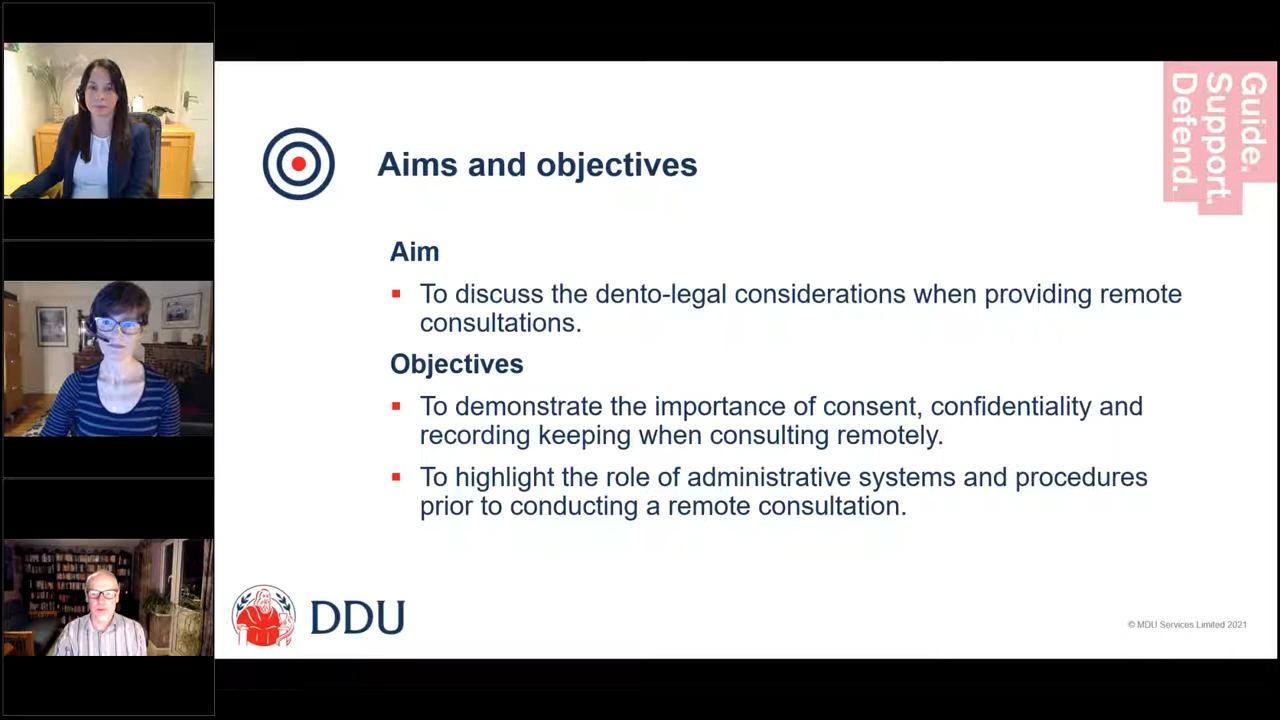 Guide.
Support.
Defend.
Aims and objectives
Aim
▪ To discuss the dento-legal considerations when providing remote
consultations.
Objectives
▪ To demonstrate the importance of consent, confidentiality and
recording keeping when consulting remotely.
▪ To highlight the role of administrative systems and procedures
prior to conducting a remote consultation.
DDU
© MDU Services Limited 2021